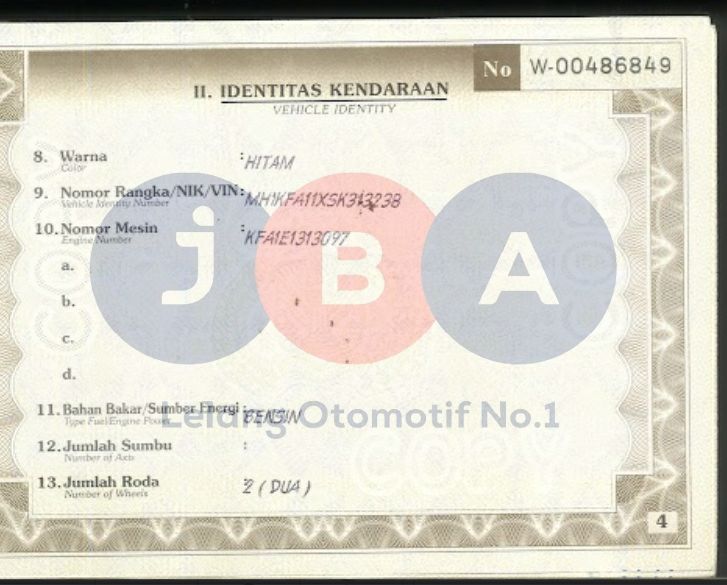 No W-00486849
II. IDENTITAS KENDARAAN
VEHICLE IDENTITY
8. Warna : HITAM
Color
9. Nomor Rangka/NIK/VIN: MH1KFA11XSK313238
Vehicle Identity Number
10. Nomor Mesin : KFA1E1313097
Engine Number
a.
b.
c.
d.
jBA
Lelang Otomotif No.1
11. Bahan Bakar/Sumber Energi : BENSIN
Type Fuel/Engine Power
12. Jumlah Sumbu :
Number of Axis
13. Jumlah Roda : 2 ( DUA )
Number of Wheels
4
COPY